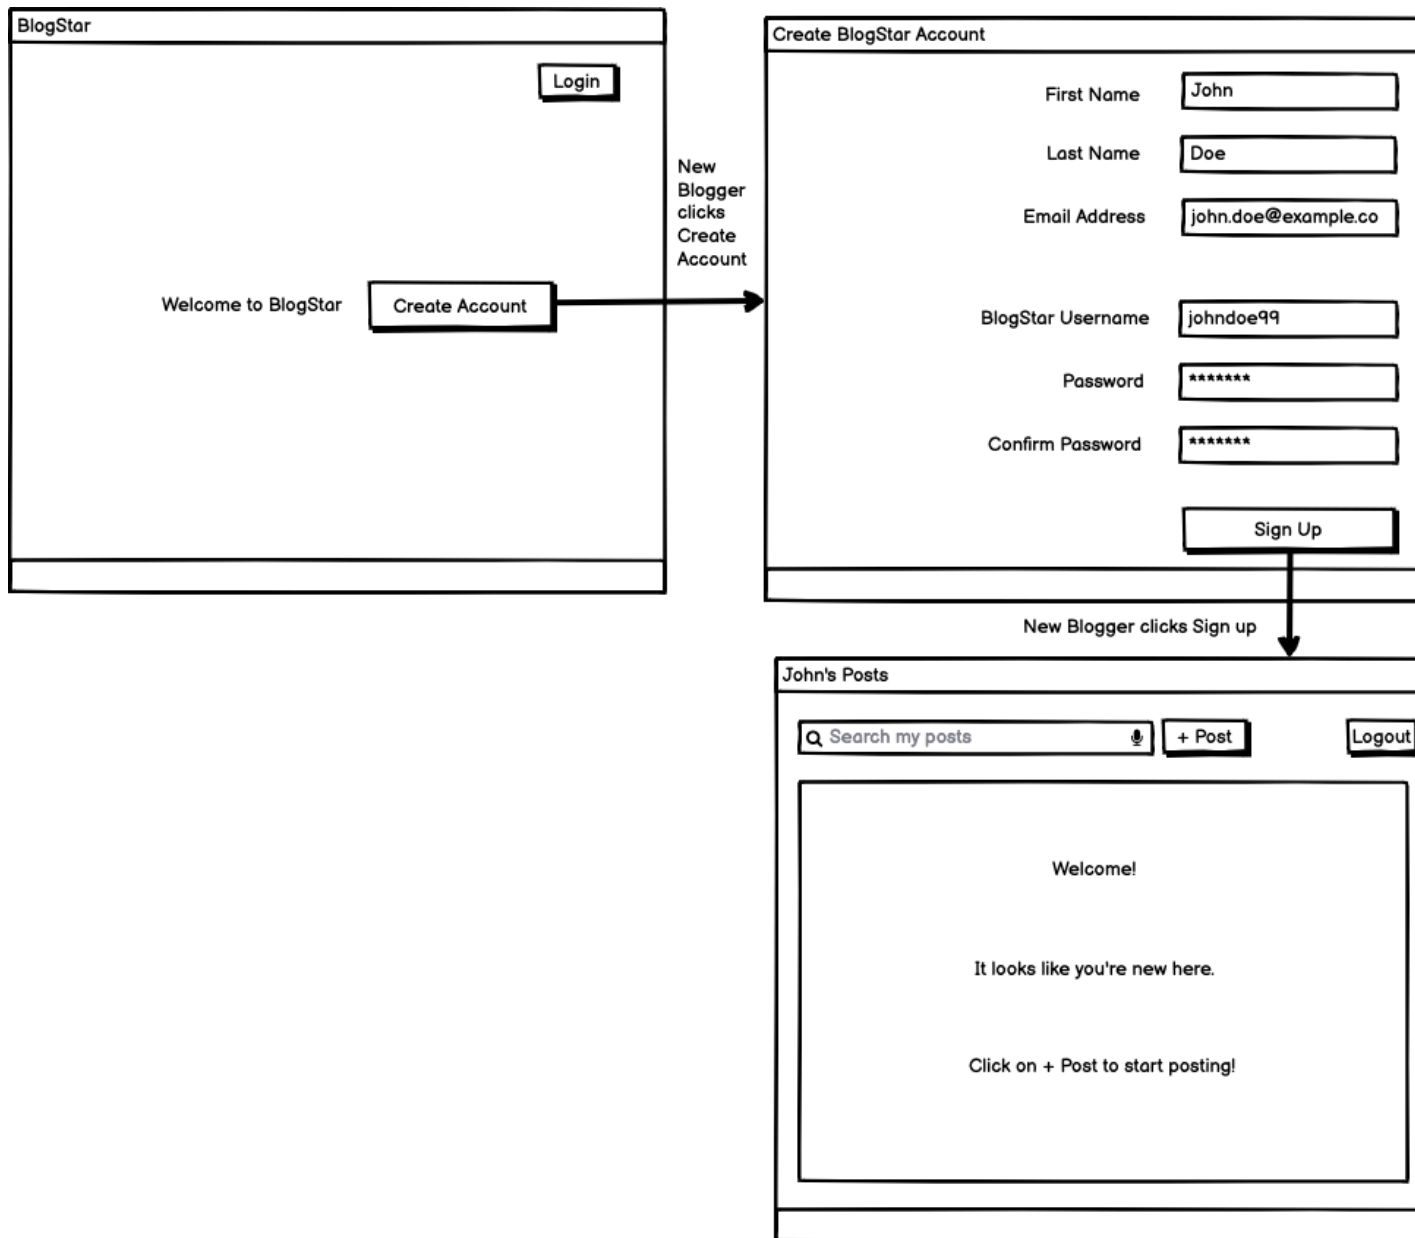 BlogStar
Login
Welcome to BlogStar
Create Account
New
Blogger
clicks
Create
Account
Create BlogStar Account
First Name
John
Last Name
Doe
Email Address
john.doe@example.co
BlogStar Username
johndoe99
Password
*******
Confirm Password
*******
Sign Up
New Blogger clicks Sign up
John's Posts
Search my posts
+ Post
Logout
Welcome!
It looks like you're new here.
Click on + Post to start posting!